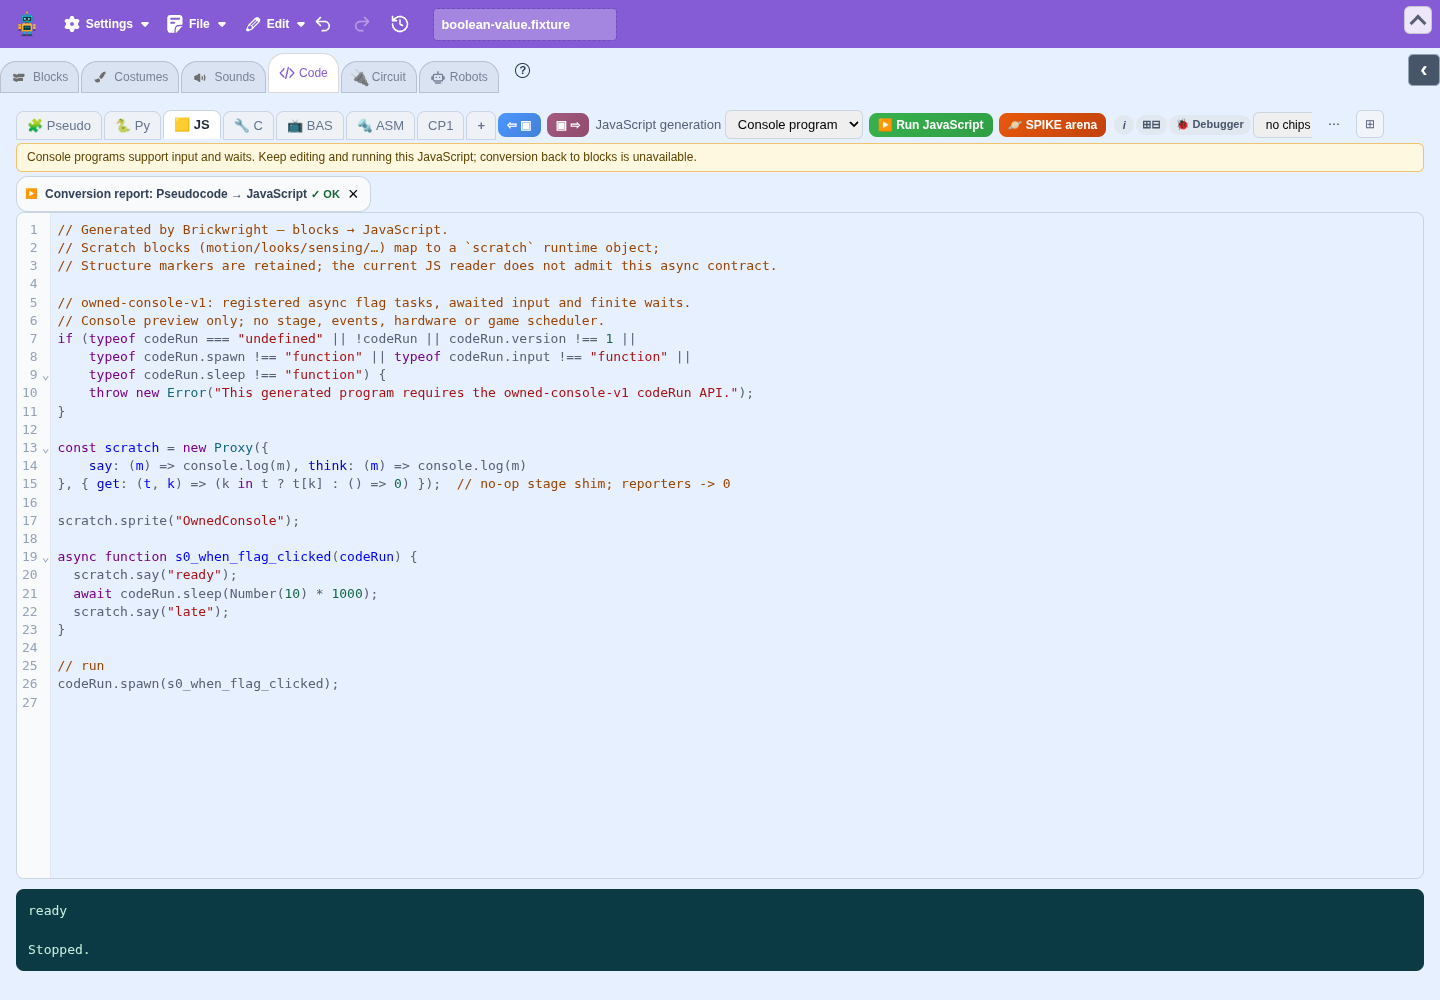 Settings File Edit boolean-value.fixture
Blocks Costumes Sounds Code Circuit Robots ?
Pseudo Py JS C BAS ASM CP1 + JavaScript generation Console program Run JavaScript SPIKE arena i Debugger no chips ...
Console programs support input and waits. Keep editing and running this JavaScript; conversion back to blocks is unavailable.
Conversion report: Pseudocode → JavaScript ✓ OK ×
1 // Generated by Brickwright — blocks → JavaScript.
2 // Scratch blocks (motion/looks/sensing/…) map to a `scratch` runtime object;
3 // Structure markers are retained; the current JS reader does not admit this async contract.
4
5 // owned-console-v1: registered async flag tasks, awaited input and finite waits.
6 // Console preview only; no stage, events, hardware or game scheduler.
7 if (typeof codeRun === "undefined" || !codeRun || codeRun.version !== 1 ||
8     typeof codeRun.spawn !== "function" || typeof codeRun.input !== "function" ||
9     typeof codeRun.sleep !== "function") {
10     throw new Error("This generated program requires the owned-console-v1 codeRun API.");
11 }
12
13 const scratch = new Proxy({
14     say: (m) => console.log(m), think: (m) => console.log(m)
15 }, { get: (t, k) => (k in t ? t[k] : () => 0) });  // no-op stage shim; reporters -> 0
16
17 scratch.sprite("OwnedConsole");
18
19 async function s0_when_flag_clicked(codeRun) {
20   scratch.say("ready");
21   await codeRun.sleep(Number(10) * 1000);
22   scratch.say("late");
23 }
24
25 // run
26 codeRun.spawn(s0_when_flag_clicked);
27
ready
Stopped.